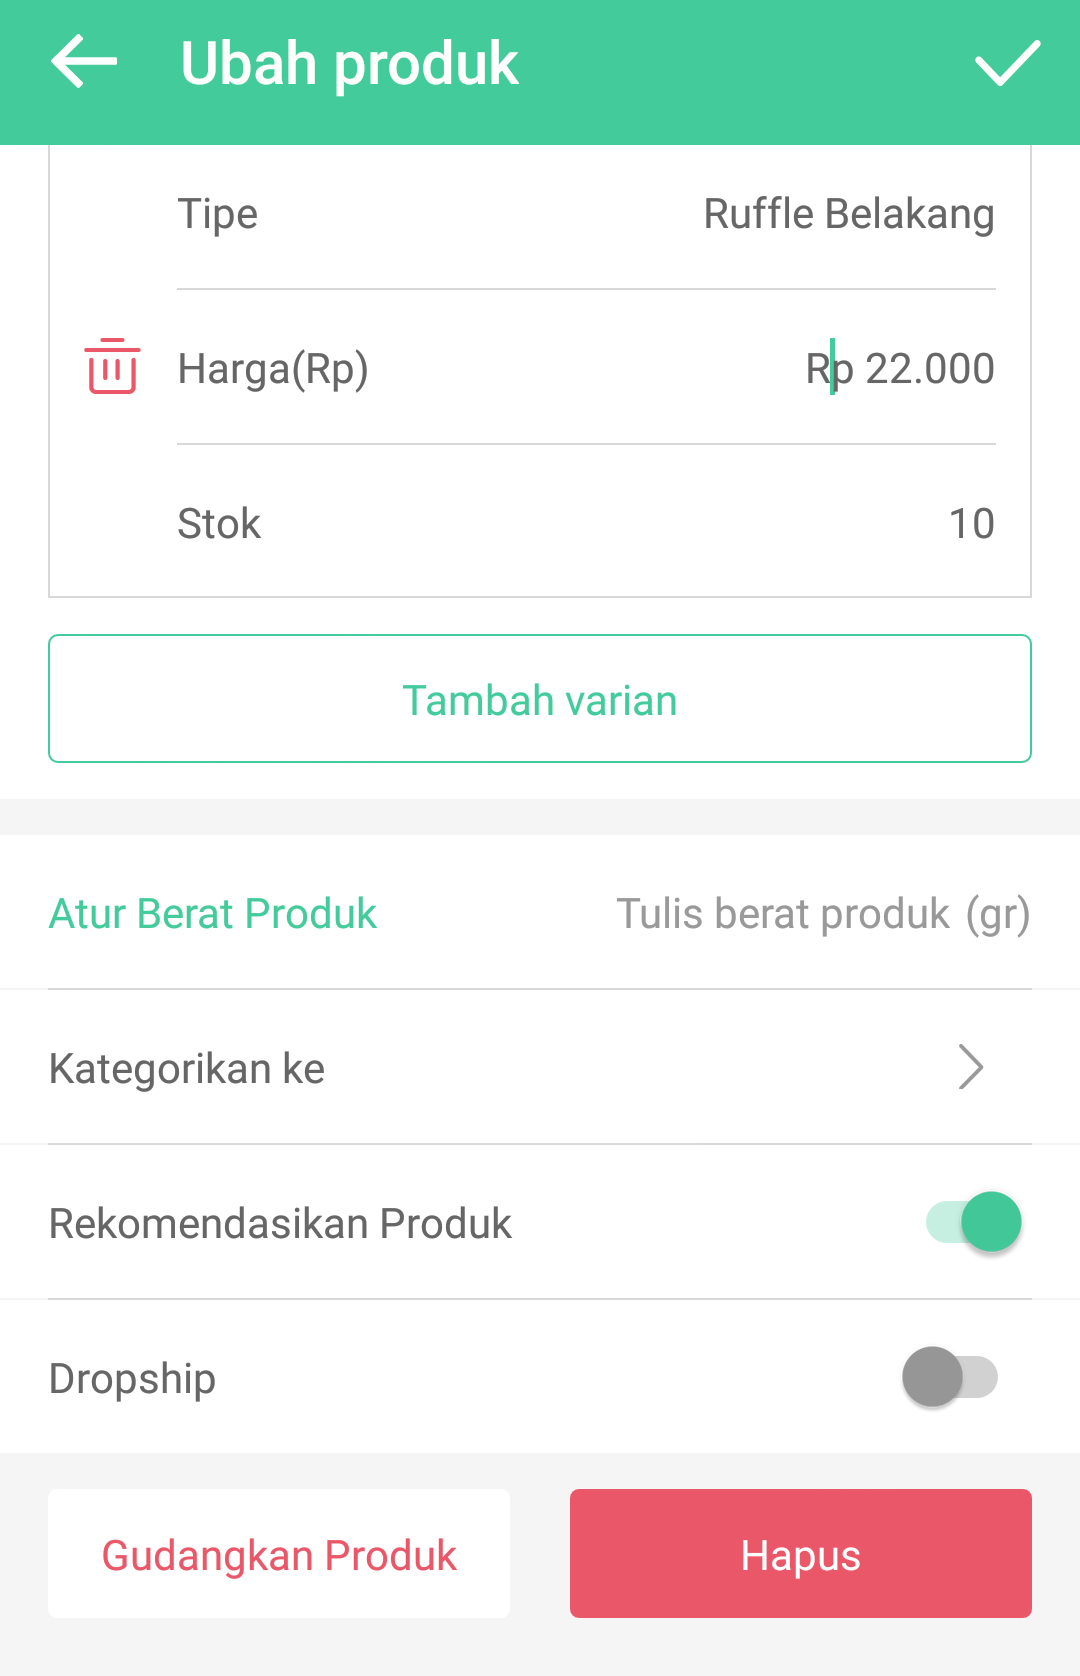 Ubah produk
Tipe Ruffle Belakang
Harga(Rp) Rp 22.000
Stok 10
Tambah varian
Atur Berat Produk Tulis berat produk (gr)
Kategorikan ke
Rekomendasikan Produk
Dropship
Gudangkan Produk Hapus